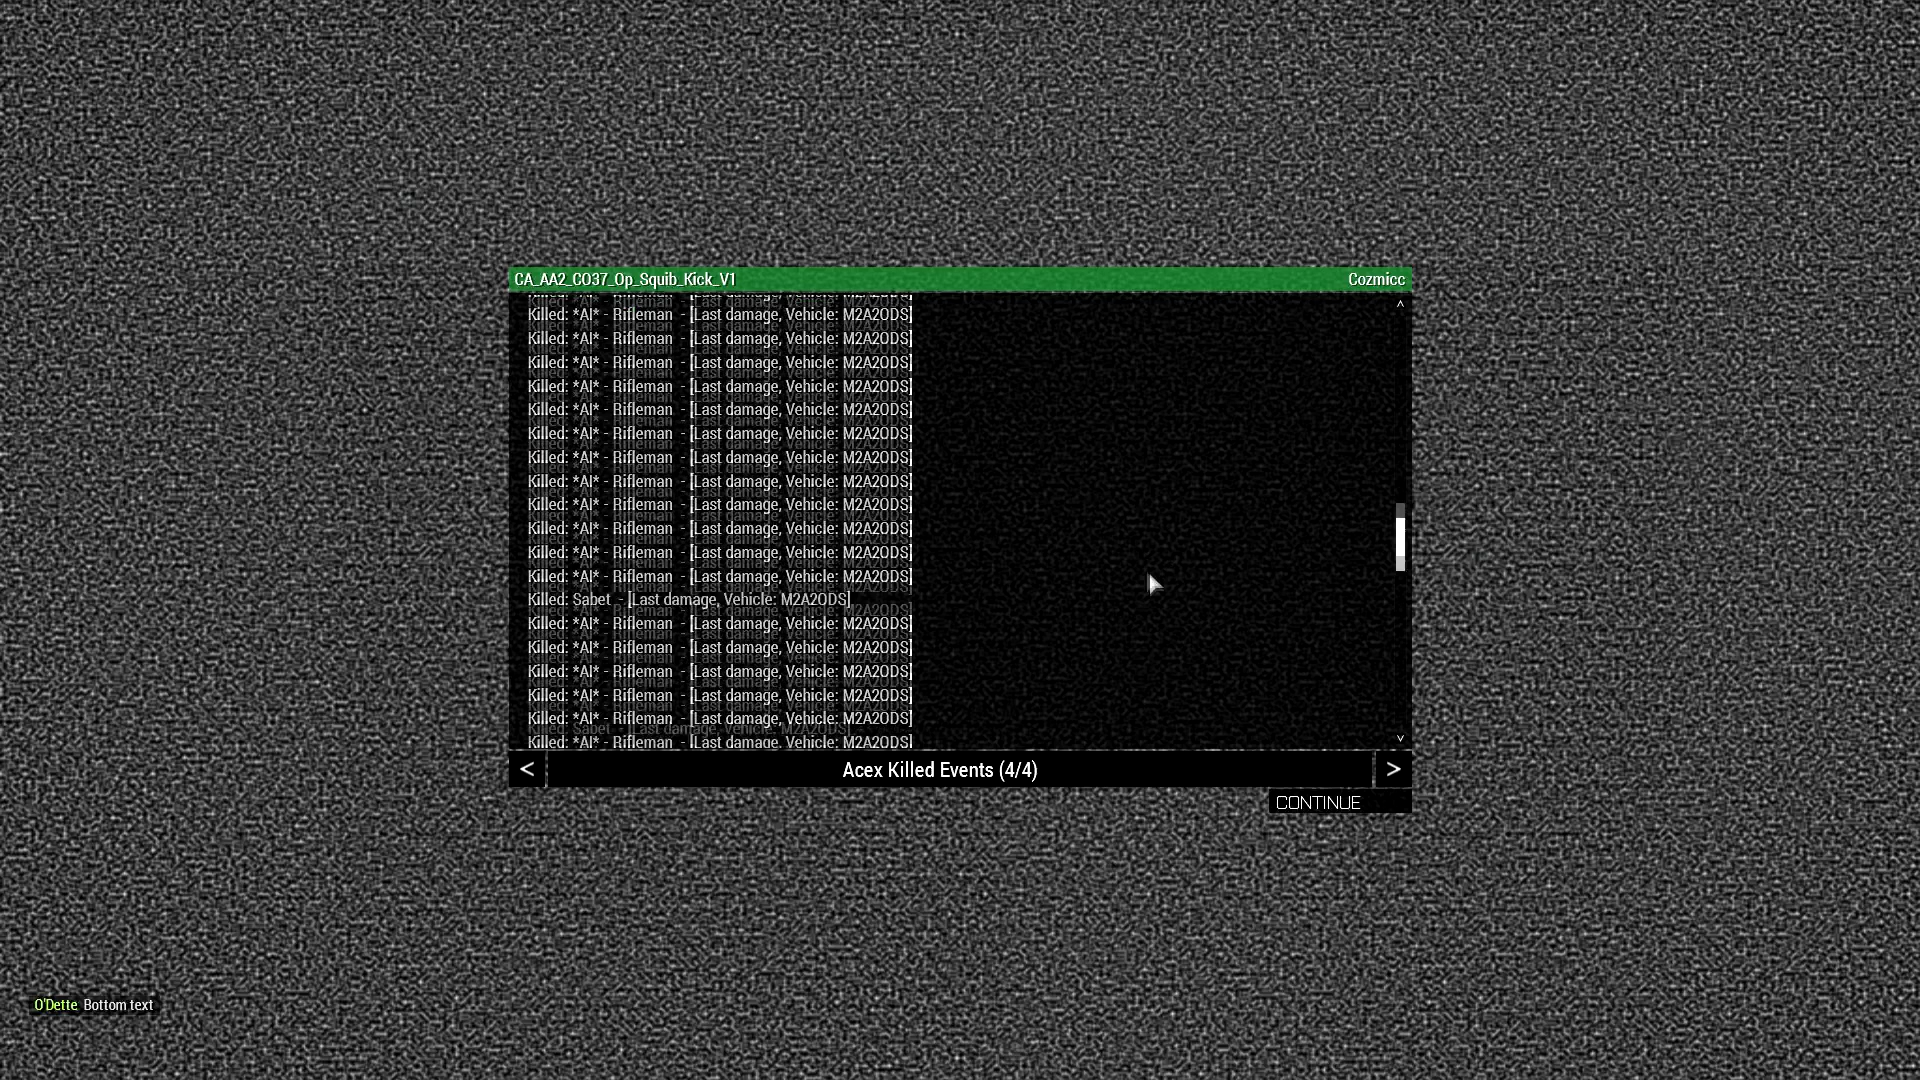 CA_AA2_CO37_Op_Squib_Kick_V1 Cozmicc
Killed: *AI* - Rifleman - [Last damage, Vehicle: M2A2ODS]
Killed: *AI* - Rifleman - [Last damage, Vehicle: M2A2ODS]
Killed: *AI* - Rifleman - [Last damage, Vehicle: M2A2ODS]
Killed: *AI* - Rifleman - [Last damage, Vehicle: M2A2ODS]
Killed: *AI* - Rifleman - [Last damage, Vehicle: M2A2ODS]
Killed: *AI* - Rifleman - [Last damage, Vehicle: M2A2ODS]
Killed: *AI* - Rifleman - [Last damage, Vehicle: M2A2ODS]
Killed: *AI* - Rifleman - [Last damage, Vehicle: M2A2ODS]
Killed: *AI* - Rifleman - [Last damage, Vehicle: M2A2ODS]
Killed: *AI* - Rifleman - [Last damage, Vehicle: M2A2ODS]
Killed: *AI* - Rifleman - [Last damage, Vehicle: M2A2ODS]
Killed: *AI* - Rifleman - [Last damage, Vehicle: M2A2ODS]
Killed: Sabet - [Last damage, Vehicle: M2A2ODS]
Killed: *AI* - Rifleman - [Last damage, Vehicle: M2A2ODS]
Killed: *AI* - Rifleman - [Last damage, Vehicle: M2A2ODS]
Killed: *AI* - Rifleman - [Last damage, Vehicle: M2A2ODS]
Killed: *AI* - Rifleman - [Last damage, Vehicle: M2A2ODS]
Killed: *AI* - Rifleman - [Last damage, Vehicle: M2A2ODS]
Killed: *AI* - Rifleman - [Last damage, Vehicle: M2A2ODS]
< Acex Killed Events (4/4) >
CONTINUE
O'Dette Bottom text